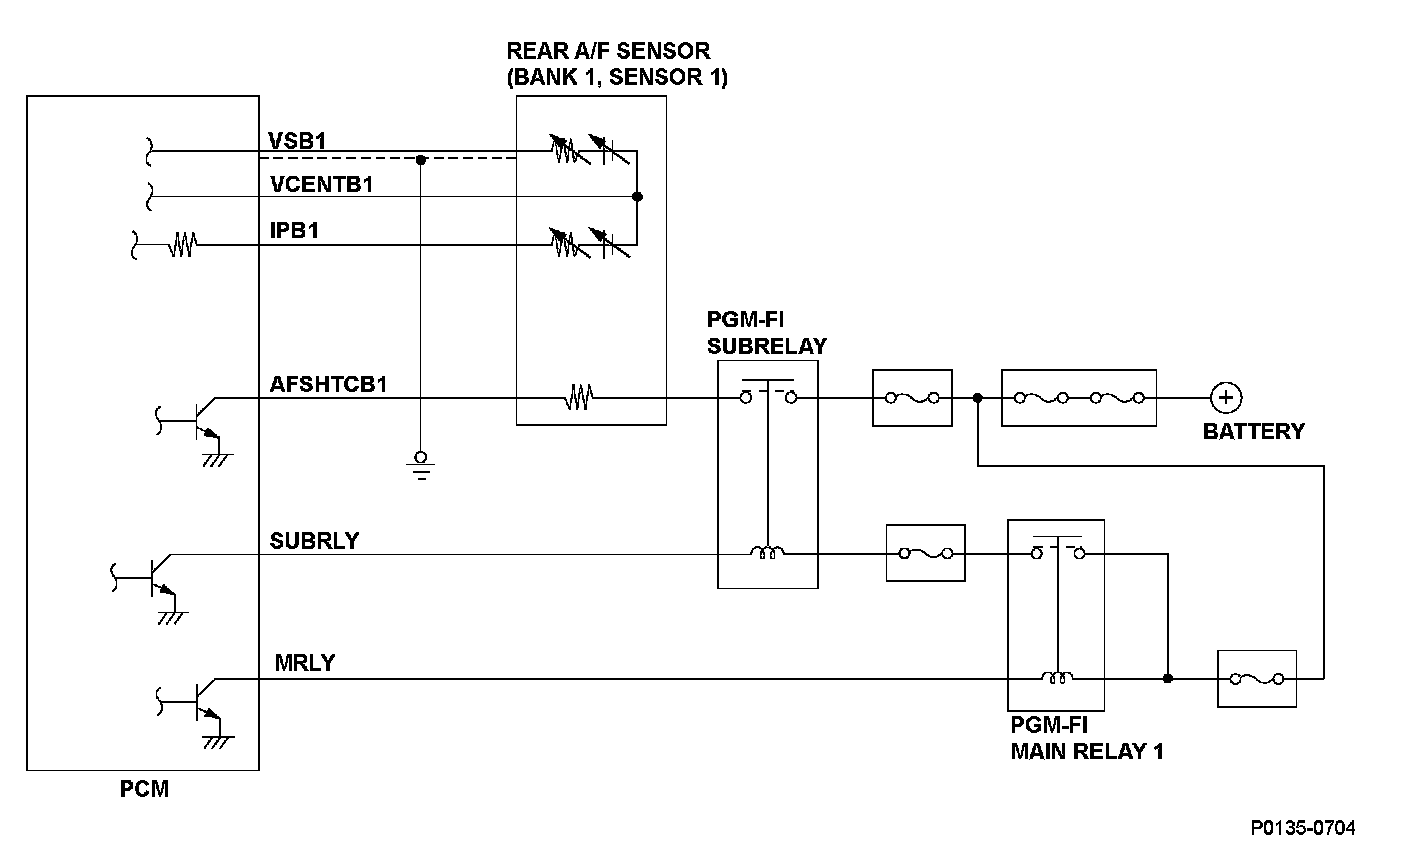 REAR A/F SENSOR
(BANK 1, SENSOR 1)
VSB1
VCENTB1
IPB1
PGM-FI
SUBRELAY
AFSHTCB1
BATTERY
SUBRLY
MRLY
PGM-FI
MAIN RELAY 1
PCM
P0135-0704